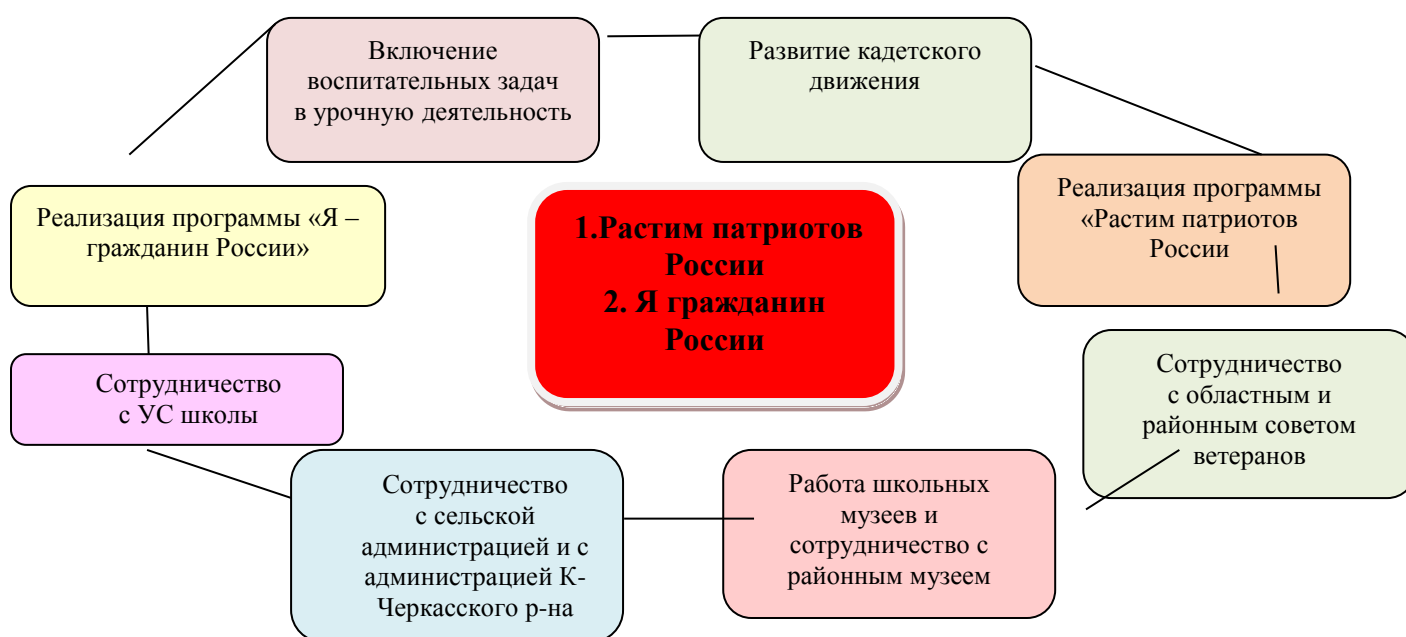 Включение
воспитательных задач
в урочную деятельность
Развитие кадетского
движения
Реализация программы «Я –
гражданин России»
1.Растим патриотов
России
2. Я гражданин
России
Реализация программы
«Растим патриотов
России
Сотрудничество
с УС школы
Сотрудничество
с областным и
районным советом
ветеранов
Сотрудничество
с сельской
администрацией и с
администрацией К-
Черкасского р-на
Работа школьных
музеев и
сотрудничество с
районным музеем